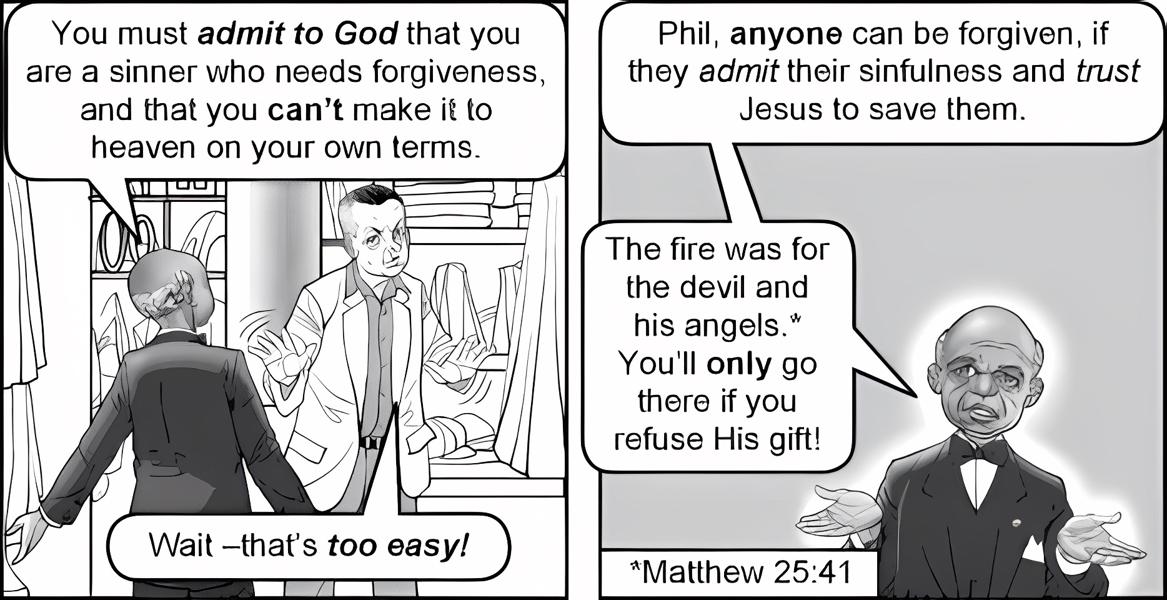 You must admit to God that you
are a sinner who needs forgiveness,
and that you can't make it to
heaven on your own terms.
Wait –that's too easy!
Phil, anyone can be forgiven, if
they admit their sinfulness and trust
Jesus to save them.
The fire was for
the devil and
his angels.*
You'll only go
there if you
refuse His gift!
*Matthew 25:41